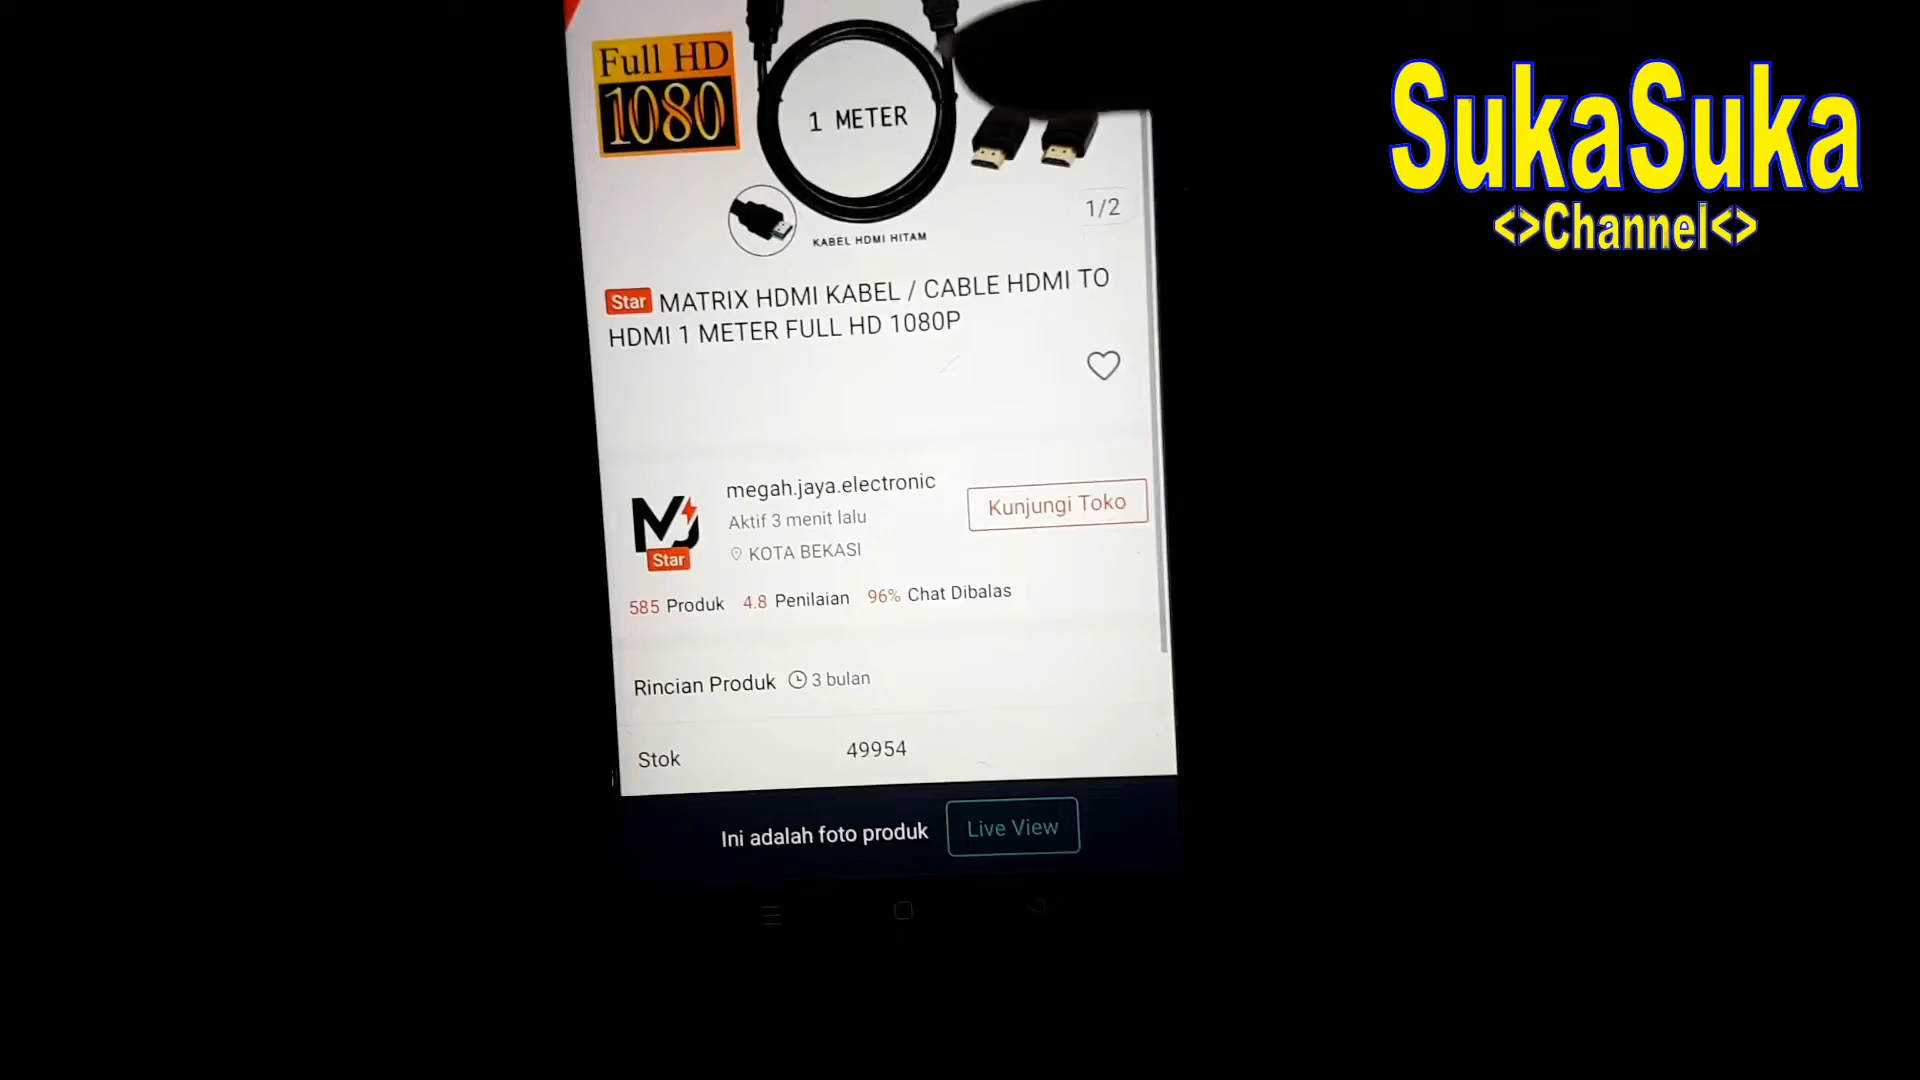 Full HD
1080
1 METER
KABEL HDMI HITAM
1/2
SukaSuka
<>Channel<>
Star MATRIX HDMI KABEL / CABLE HDMI TO
HDMI 1 METER FULL HD 1080P
megah.jaya.electronic
Aktif 3 menit lalu
KOTA BEKASI
Kunjungi Toko
MJ
Star
585 Produk 4.8 Penilaian 96% Chat Dibalas
Rincian Produk 3 bulan
Stok 49954
Ini adalah foto produk Live View